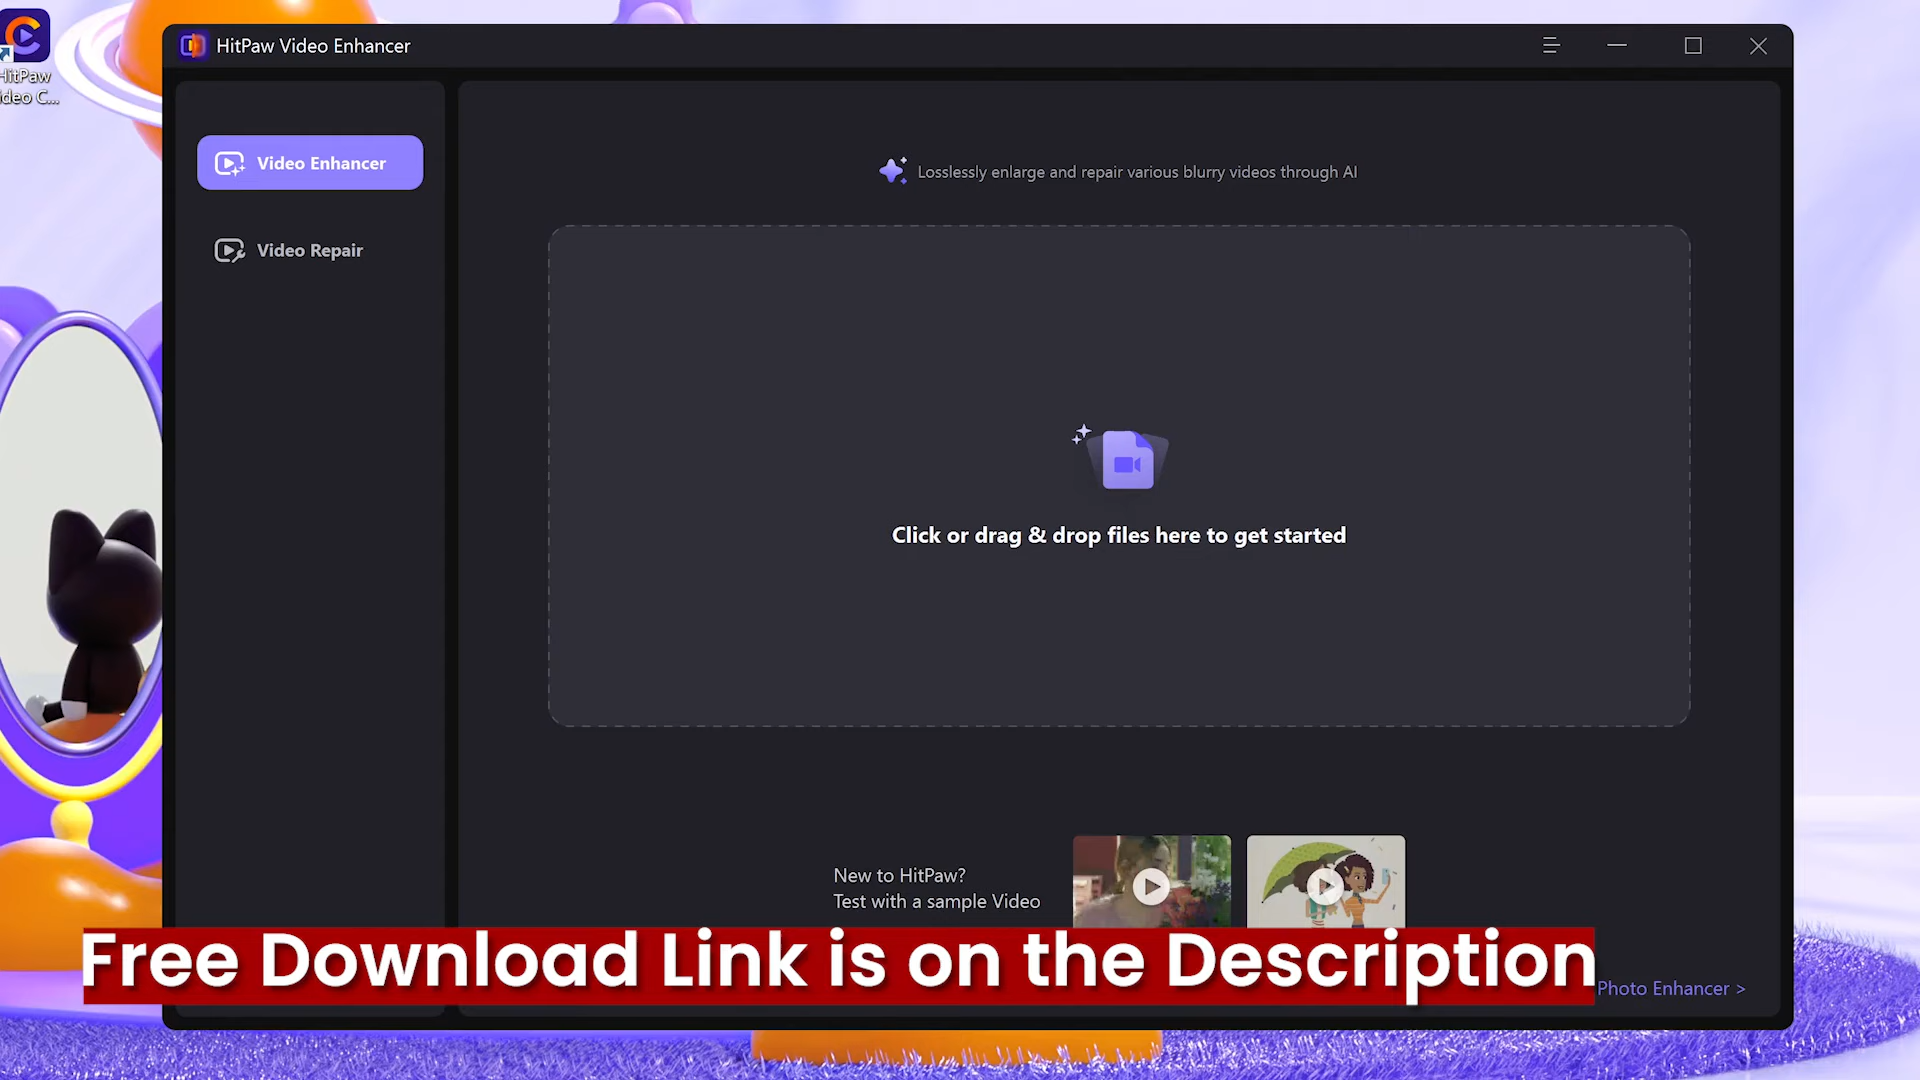 HitPaw Video Enhancer
HitPaw
Video C...
Video Enhancer
Video Repair
Losslessly enlarge and repair various blurry videos through AI
Click or drag & drop files here to get started
New to HitPaw?
Test with a sample Video
Free Download Link is on the Description
Photo Enhancer >